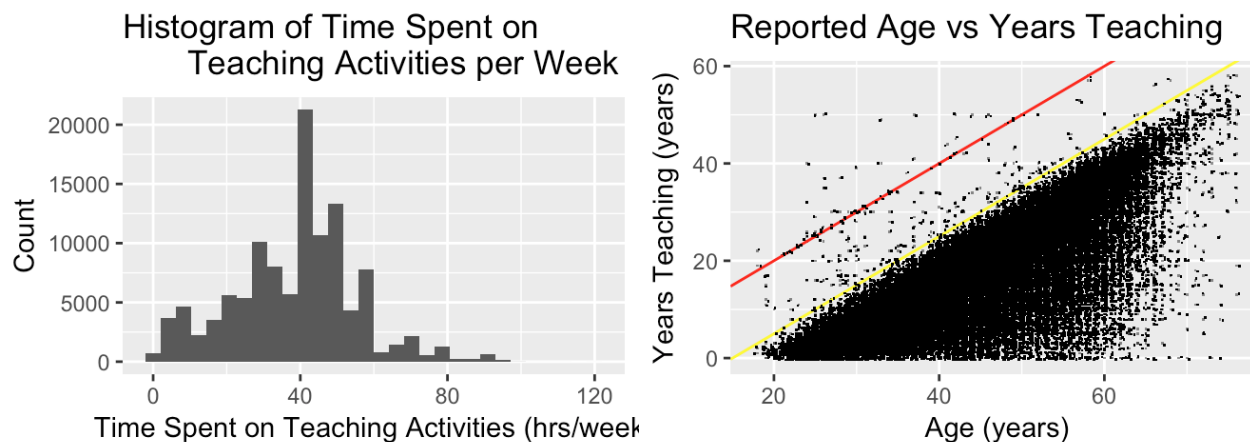 Histogram of Time Spent on
Teaching Activities per Week
20000
15000
10000
5000
0
Count
0 40 80 120
Time Spent on Teaching Activities (hrs/week
Reported Age vs Years Teaching
60
40
20
0
Years Teaching (years)
20 40 60
Age (years)